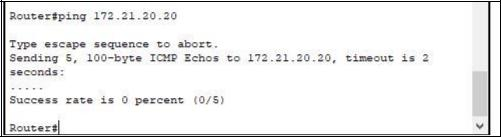 Router#ping 172.21.20.20
Type escape sequence to abort.
Sending 5, 100-byte ICMP Echos to 172.21.20.20, timeout is 2
seconds:
.....
Success rate is 0 percent (0/5)
Router#